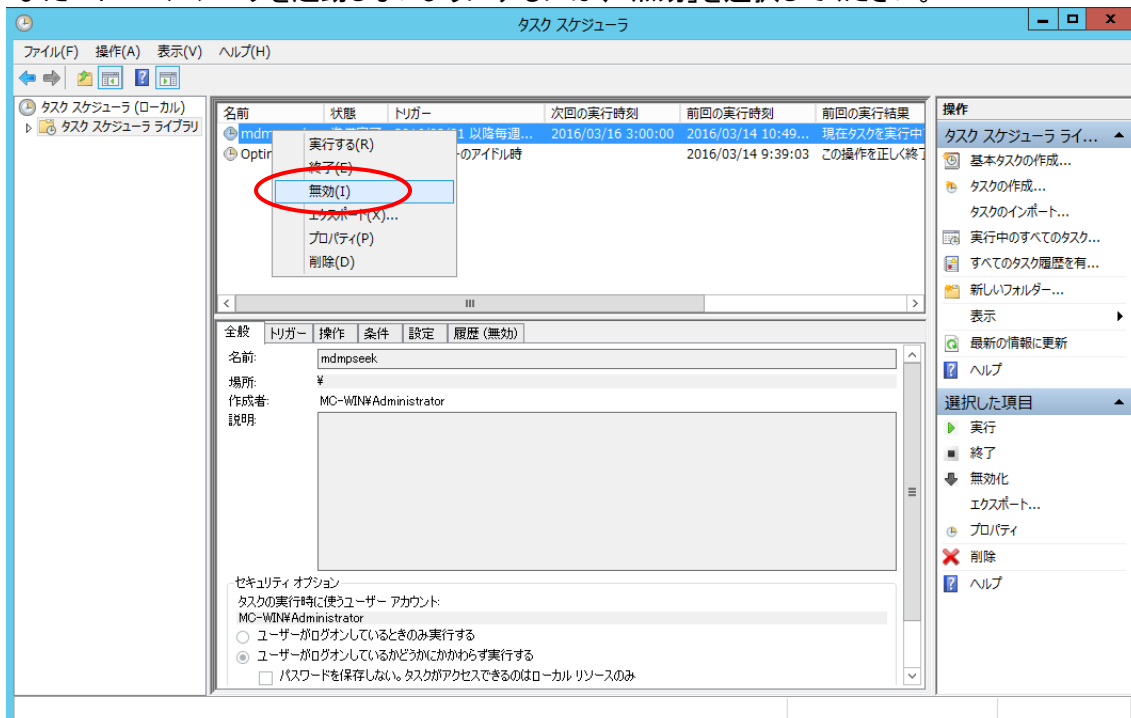 タスク スケジューラ
ファイル(F) 操作(A) 表示(V) ヘルプ(H)
タスク スケジューラ (ローカル)
タスク スケジューラ ライブラリ
名前 状態 トリガー 次回の実行時刻 前回の実行時刻 前回の実行結果
以降毎週... 2016/03/16 3:00:00 2016/03/14 10:49... 現在タスクを実行中
Optir のアイドル時 2016/03/14 9:39:03 この操作を正しく終了
実行する(R)
終了(E)
無効(I)
エクスポート(X)...
プロパティ(P)
削除(D)
全般 トリガー 操作 条件 設定 履歴 (無効)
名前: mdmpseek
場所: ¥
作成者: MC-WIN¥Administrator
説明:
セキュリティ オプション
タスクの実行時に使うユーザー アカウント:
MC-WIN¥Administrator
ユーザーがログオンしているときのみ実行する
ユーザーがログオンしているかどうかにかかわらず実行する
パスワードを保存しない。タスクがアクセスできるのはローカル リソースのみ
操作
タスク スケジューラ ライ...
基本タスクの作成...
タスクの作成...
タスクのインポート...
実行中のすべてのタスク...
すべてのタスク履歴を有...
新しいフォルダー...
表示
最新の情報に更新
ヘルプ
選択した項目
実行
終了
無効化
エクスポート...
プロパティ
削除
ヘルプ